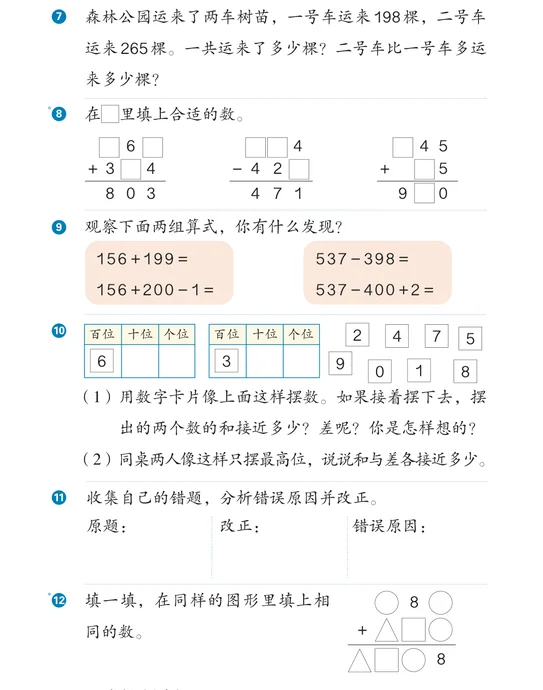 7 森林公园运来了两车树苗，一号车运来198棵，二号车
运来265棵。一共运来了多少棵？二号车比一号车多运
来多少棵？
8 在□里填上合适的数。
□ 6 □
+ 3 □ 4
8 0 3
□ □ 4
− 4 2 □
4 7 1
□ 4 5
+ □ 5
9 □ 0
9 观察下面两组算式，你有什么发现？
156+199=
156+200−1=
537−398=
537−400+2=
10 百位 十位 个位
6
百位 十位 个位
3
2 4 7 5
9 0 1 8
（1）用数字卡片像上面这样摆数。如果接着摆下去，摆
出的两个数的和接近多少？差呢？你是怎样想的？
（2）同桌两人像这样只摆最高位，说说和与差各接近多少。
11 收集自己的错题，分析错误原因并改正。
原题： 改正： 错误原因：
12 填一填，在同样的图形里填上相
同的数。
○ 8 ○
+ △ □ ○
△ □ ○ 8